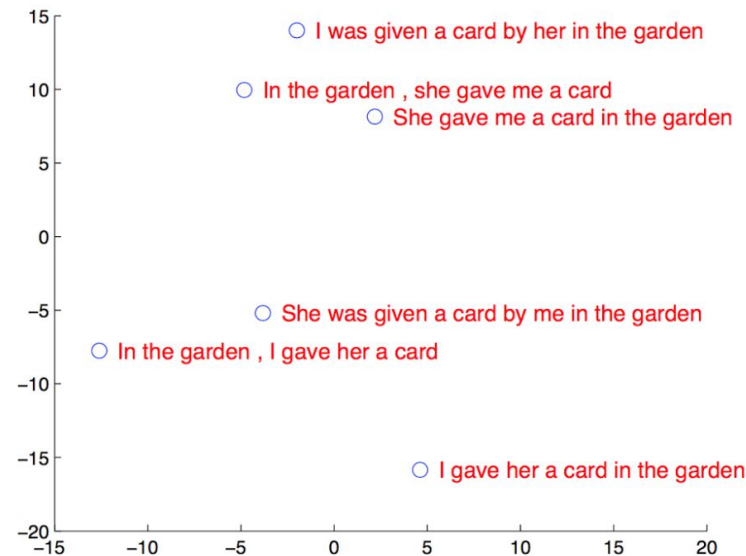 15
I was given a card by her in the garden
10
In the garden , she gave me a card
She gave me a card in the garden
5
0
−5
She was given a card by me in the garden
In the garden , I gave her a card
−10
−15
I gave her a card in the garden
−20
−15 −10 −5 0 5 10 15 20